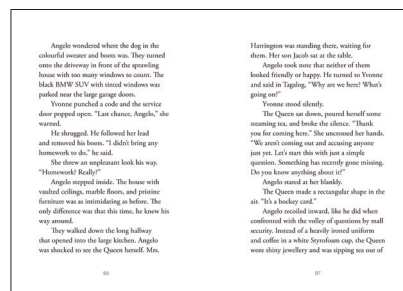 Angelo wondered where the dog in the
colourful sweater and boots was. They turned
onto the driveway in front of the sprawling
house with too many windows to count. The
black BMW SUV with tinted windows was
parked near the large garage doors.
Yvonne punched a code and the service
door popped open. “Last chance, Angelo,” she
warned.
He shrugged. He followed her lead
and removed his boots. “I didn’t bring any
homework to do,” he said.
She threw an unpleasant look his way.
“Homework? Really?”
Angelo stepped inside. The house with
vaulted ceilings, marble floors, and pristine
furniture was as intimidating as before. The
only difference was that this time, he knew his
way around.
They walked down the long hallway
that opened into the large kitchen. Angelo
was shocked to see the Queen herself. Mrs.
86
Harrington was standing there, waiting for
them. Her son Jacob sat at the table.
Angelo took note that neither of them
looked friendly or happy. He turned to Yvonne
and said in Tagalog, “Why are we here? What’s
going on?”
Yvonne stood silently.
The Queen sat down, poured herself some
steaming tea, and broke the silence. “Thank
you for coming here.” She uncrossed her hands.
“We aren’t coming out and accusing anyone
just yet. Let’s start this with just a simple
question. Something has recently gone missing.
Do you know anything about it?”
Angelo stared at her blankly.
The Queen made a rectangular shape in the
air. “It’s a hockey card.”
Angelo recoiled inward, like he did when
confronted with the volley of questions by mall
security. Instead of a heavily ironed uniform
and coffee in a white Styrofoam cup, the Queen
wore shiny jewellery and was sipping tea out of
87